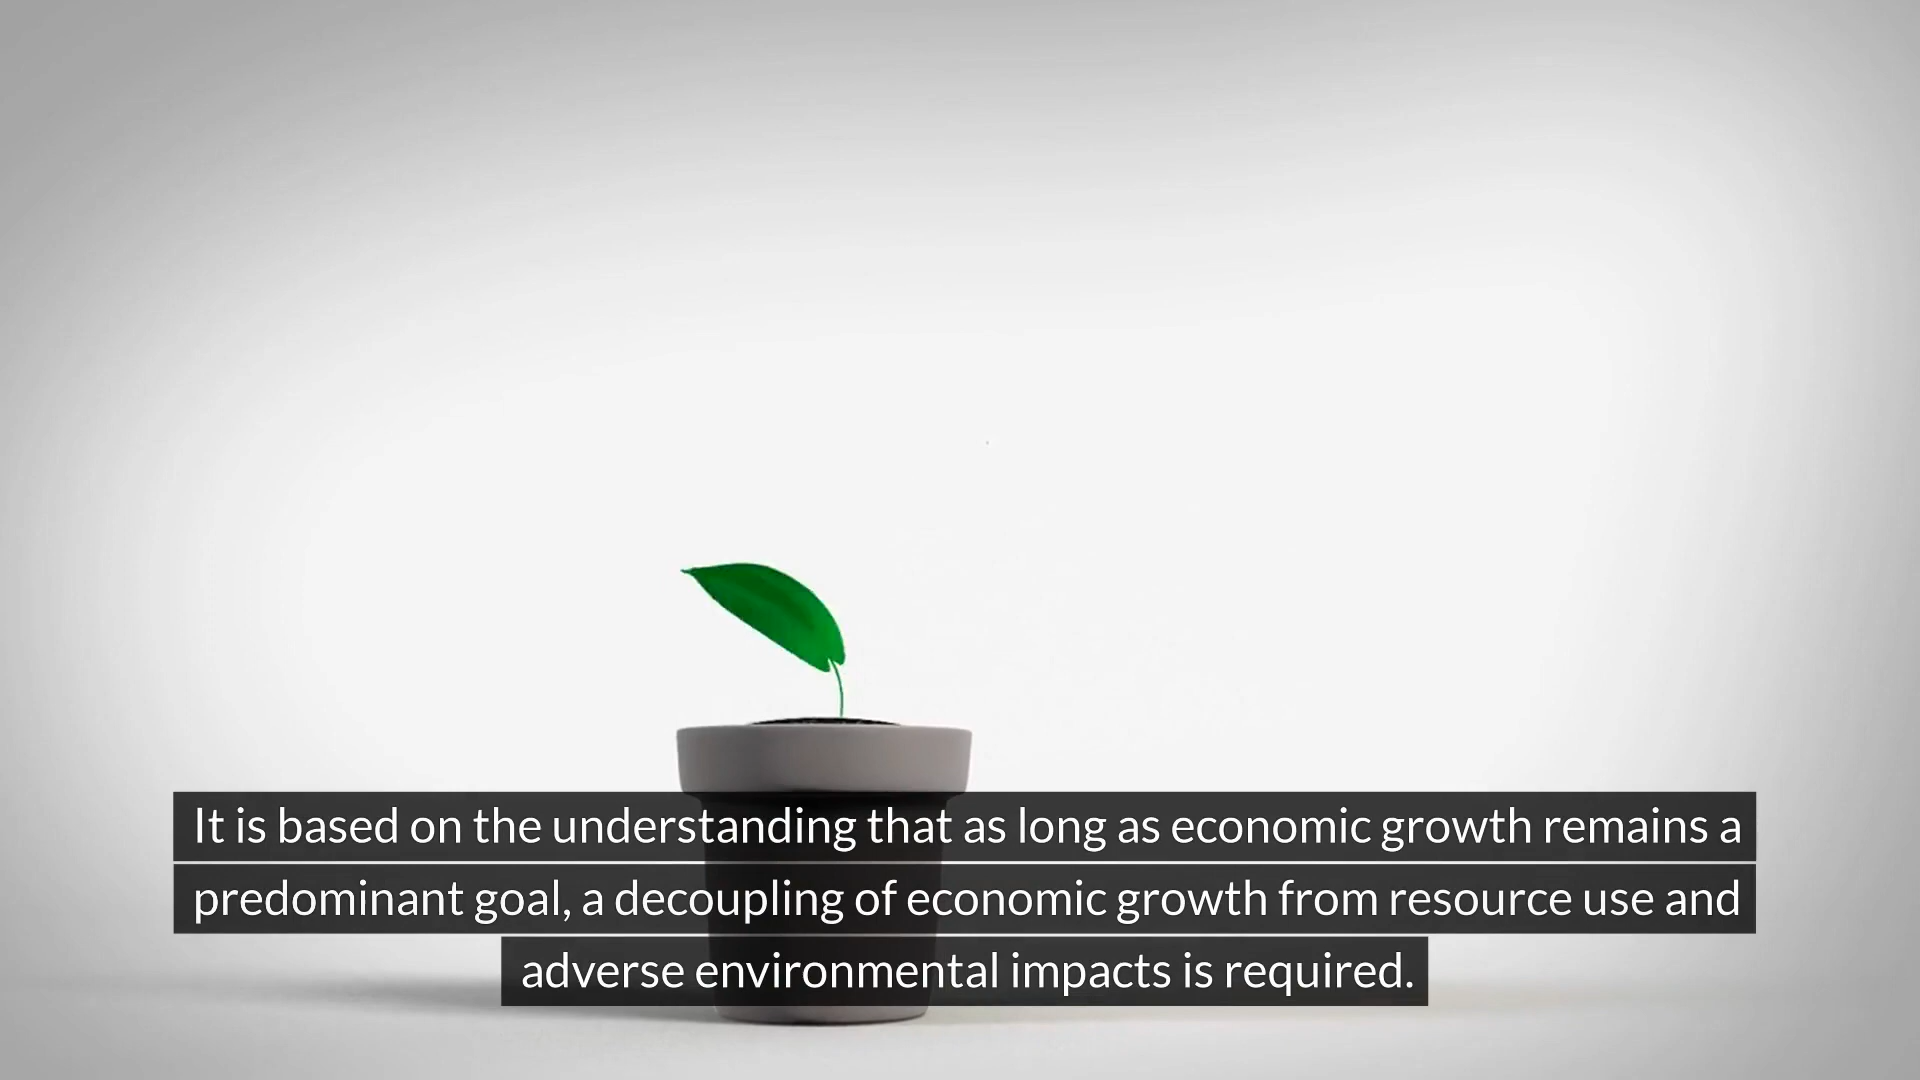 It is based on the understanding that as long as economic growth remains a
predominant goal, a decoupling of economic growth from resource use and
adverse environmental impacts is required.